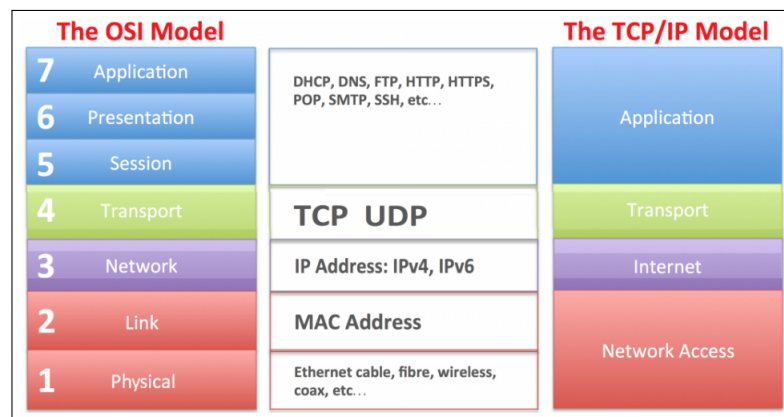 The OSI Model
The TCP/IP Model
7 Application
6 Presentation
5 Session
4 Transport
3 Network
2 Link
1 Physical
DHCP, DNS, FTP, HTTP, HTTPS,
POP, SMTP, SSH, etc...
TCP UDP
IP Address: IPv4, IPv6
MAC Address
Ethernet cable, fibre, wireless,
coax, etc...
Application
Transport
Internet
Network Access